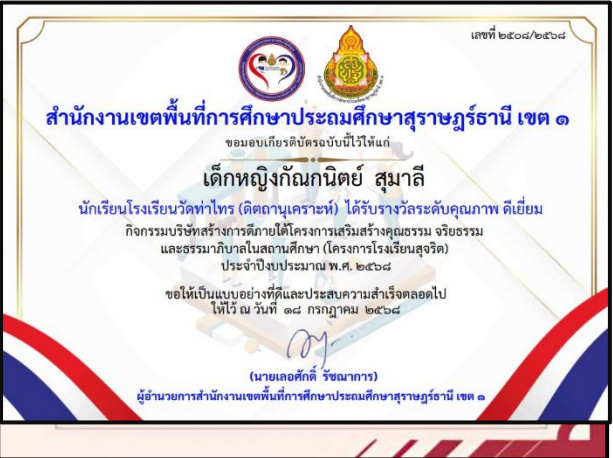 เลขที่ ๒๕๐๘/๒๕๖๘
สำนักงานเขตพื้นที่การศึกษาประถมศึกษาสุราษฎร์ธานี เขต ๑
ขอมอบเกียรติบัตรฉบับนี้ไว้ให้แก่
เด็กหญิงกัณกนิตย์ สุมาลี
นักเรียนโรงเรียนวัดท่าไทร (ดิตถานุเคราะห์) ได้รับรางวัลระดับคุณภาพ ดีเยี่ยม
กิจกรรมบริษัทสร้างการดีภายใต้โครงการเสริมสร้างคุณธรรม จริยธรรม
และธรรมาภิบาลในสถานศึกษา (โครงการโรงเรียนสุจริต)
ประจำปีงบประมาณ พ.ศ. ๒๕๖๘
ขอให้เป็นแบบอย่างที่ดีและประสบความสำเร็จตลอดไป
ให้ไว้ ณ วันที่ ๑๘ กรกฎาคม ๒๕๖๘
(นายเลอศักดิ์ รัชณาการ)
ผู้อำนวยการสำนักงานเขตพื้นที่การศึกษาประถมศึกษาสุราษฎร์ธานี เขต ๑